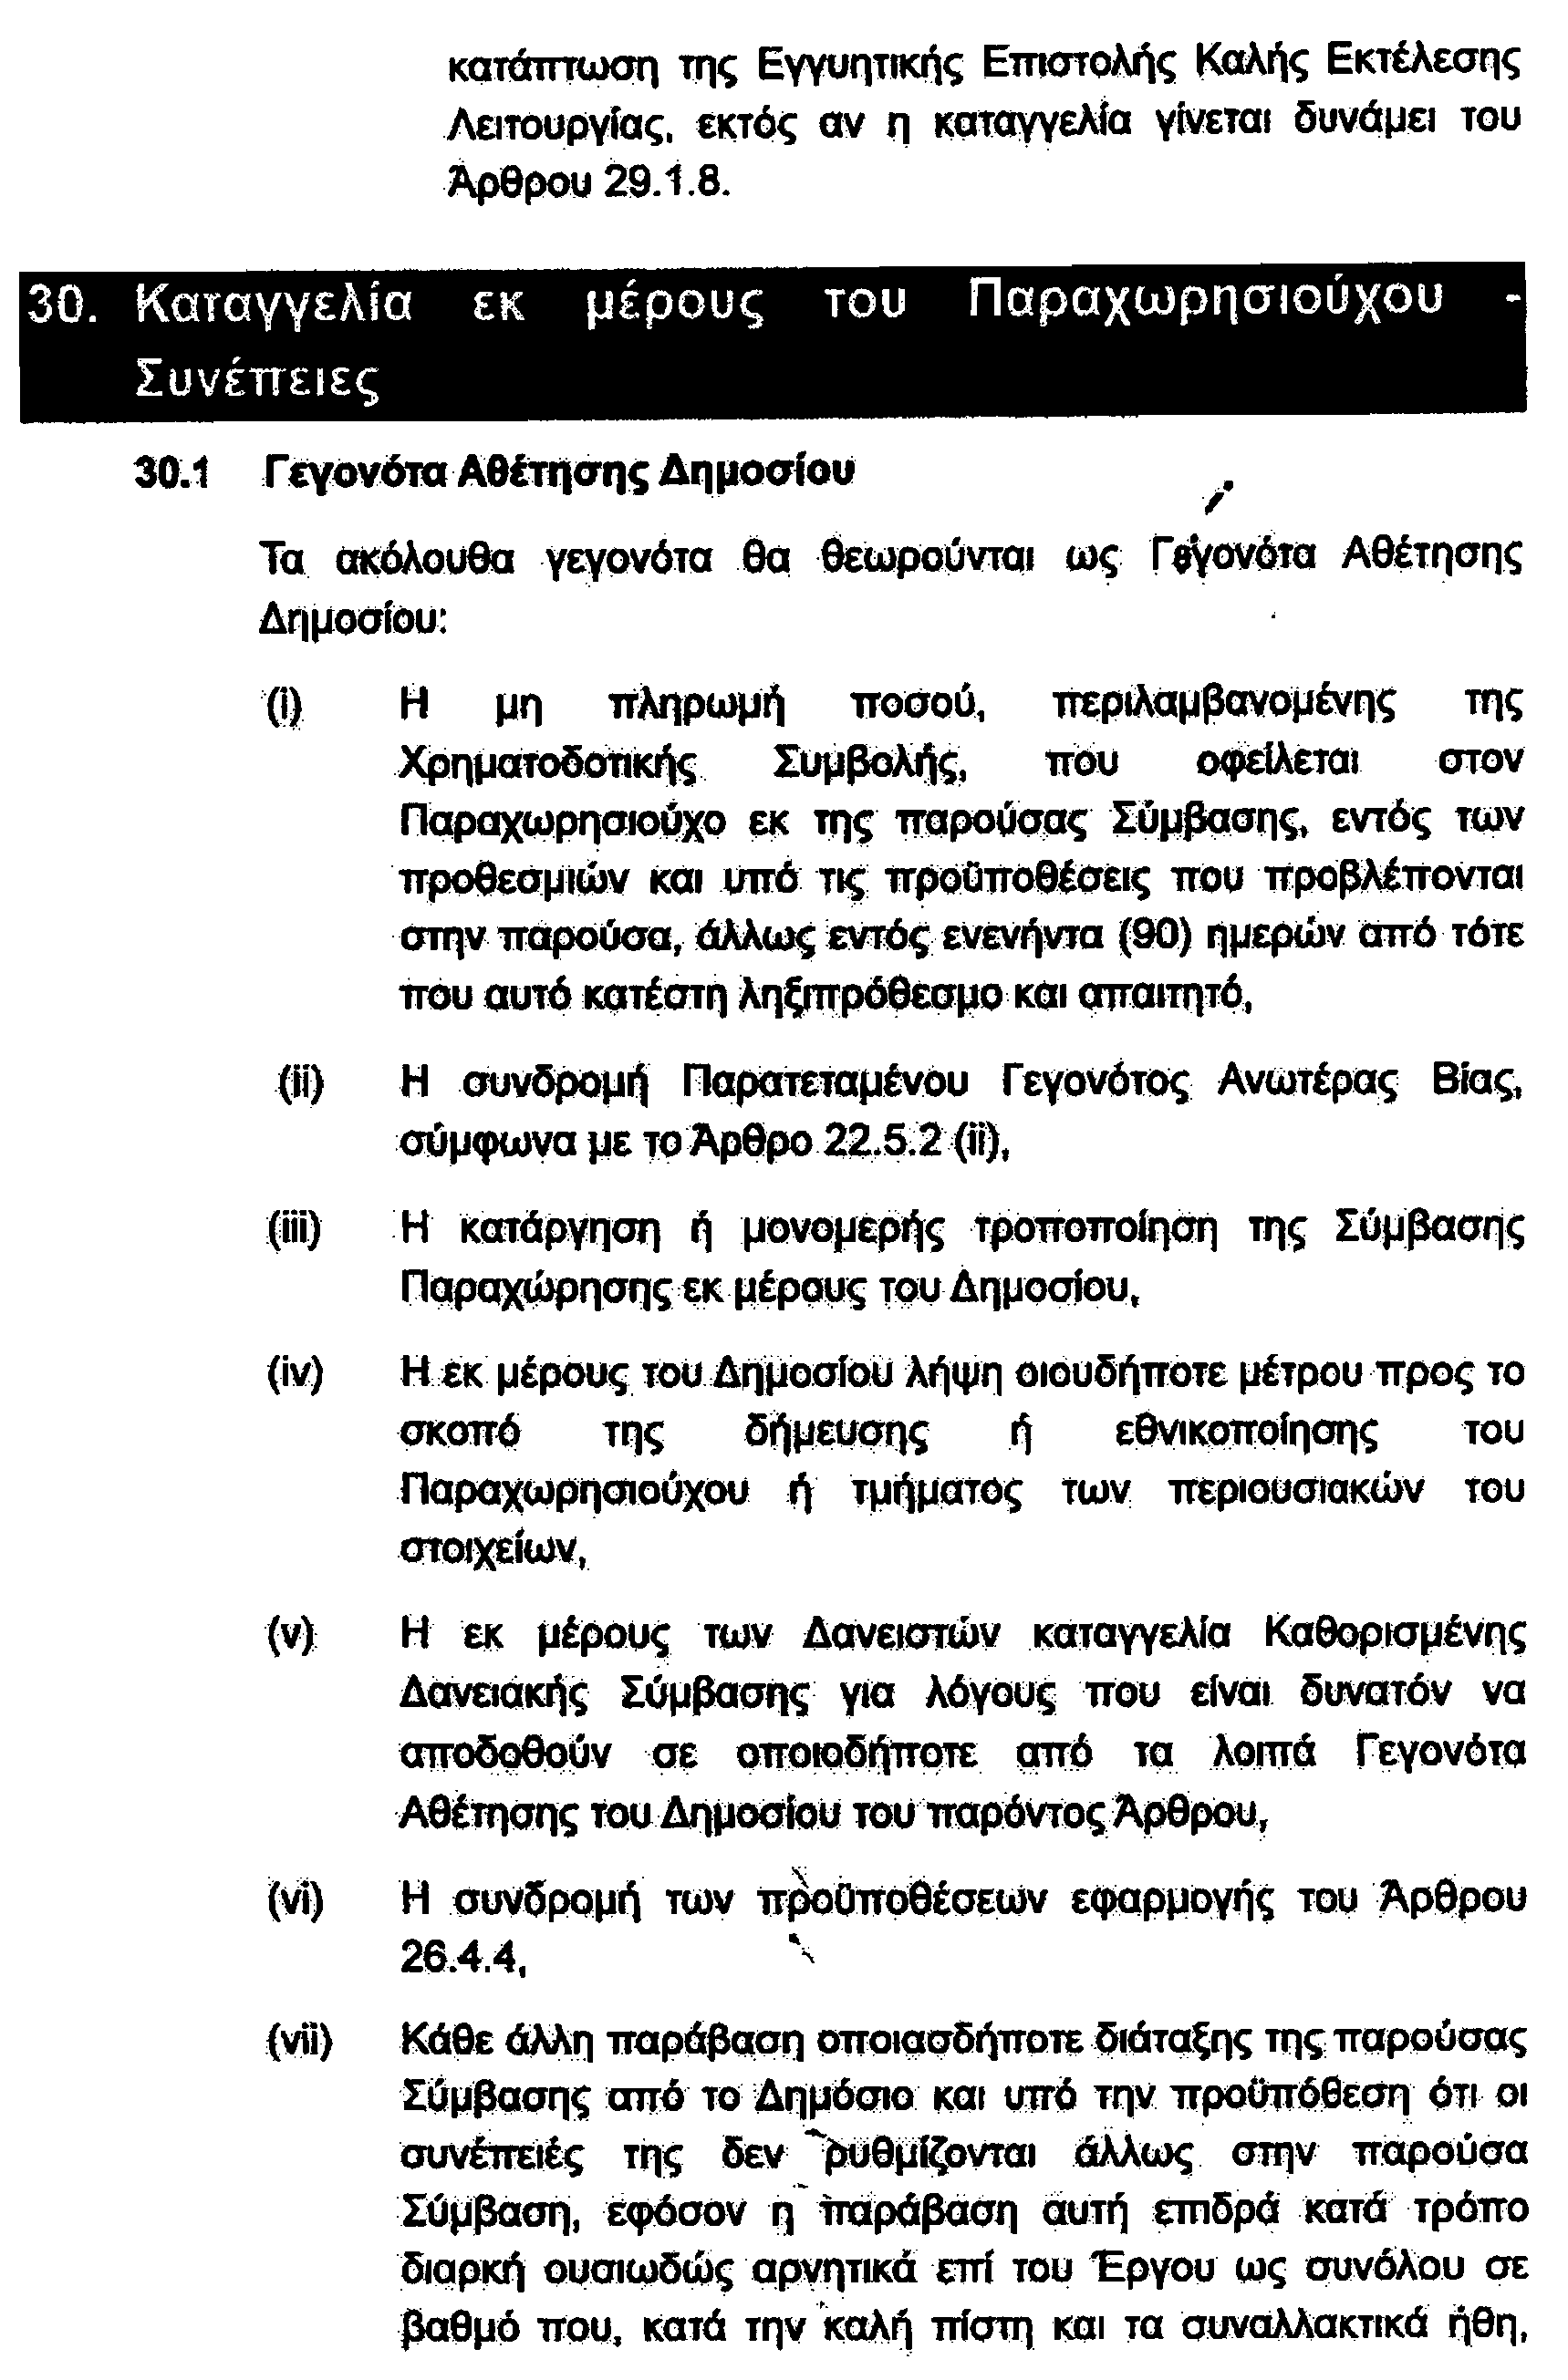 κατάπτωση της Εγγυητικής Επιστολής Καλής Εκτέλεσης
Λειτουργίας, εκτός αν η καταγγελία γίνεται δυνάμει του
Άρθρου 29.1.8.
30. Καταγγελία εκ μέρους του Παραχωρησιούχου -
Συνέπειες
30.1 Γεγονότα Αθέτησης Δημοσίου
Τα ακόλουθα γεγονότα θα θεωρούνται ως Γεγονότα Αθέτησης
Δημοσίου:
(i) Η μη πληρωμή ποσού, περιλαμβανομένης της
Χρηματοδοτικής Συμβολής, που οφείλεται στον
Παραχωρησιούχο εκ της παρούσας Σύμβασης, εντός των
προθεσμιών και υπό τις προϋποθέσεις που προβλέπονται
στην παρούσα, άλλως εντός ενενήντα (90) ημερών από τότε
που αυτό κατέστη ληξιπρόθεσμο και απαιτητό,
(ii) Η συνδρομή Παρατεταμένου Γεγονότος Ανωτέρας Βίας,
σύμφωνα με το Άρθρο 22.5.2 (ii),
(iii) Η κατάργηση ή μονομερής τροποποίηση της Σύμβασης
Παραχώρησης εκ μέρους του Δημοσίου,
(iv) Η εκ μέρους του Δημοσίου λήψη οιουδήποτε μέτρου προς το
σκοπό της δήμευσης ή εθνικοποίησης του
Παραχωρησιούχου ή τμήματος των περιουσιακών του
στοιχείων,
(v) Η εκ μέρους των Δανειστών καταγγελία Καθορισμένης
Δανειακής Σύμβασης για λόγους που είναι δυνατόν να
αποδοθούν σε οποιοδήποτε από τα λοιπά Γεγονότα
Αθέτησης του Δημοσίου του παρόντος Άρθρου,
(vi) Η συνδρομή των προϋποθέσεων εφαρμογής του Άρθρου
26.4.4,
(vii) Κάθε άλλη παράβαση οποιασδήποτε διάταξης της παρούσας
Σύμβασης από το Δημόσιο και υπό την προϋπόθεση ότι οι
συνέπειές της δεν ρυθμίζονται άλλως στην παρούσα
Σύμβαση, εφόσον η παράβαση αυτή επιδρά κατά τρόπο
διαρκή ουσιωδώς αρνητικά επί του Έργου ως συνόλου σε
βαθμό που, κατά την καλή πίστη και τα συναλλακτικά ήθη,